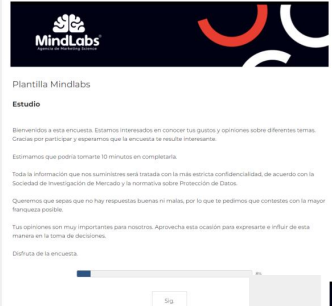 MindLabs
Agencia de Marketing Science
Plantilla Mindlabs
Estudio
Bienvenidos a esta encuesta. Estamos interesados en conocer tus gustos y opiniones sobre diferentes temas.
Gracias por participar y esperamos que la encuesta te resulte interesante.
Estimamos que podría tomarte 10 minutos en completarla.
Toda la información que nos suministres será tratada con la más estricta confidencialidad, de acuerdo con la
Sociedad de Investigación de Mercado y la normativa sobre Protección de Datos.
Queremos que sepas que no hay respuestas buenas ni malas, por lo que te pedimos que contestes con la mayor
franqueza posible.
Tus opiniones son muy importantes para nosotros. Aprovecha esta ocasión para expresarte e influir de esta
manera en la toma de decisiones.
Disfruta de la encuesta.
Sig